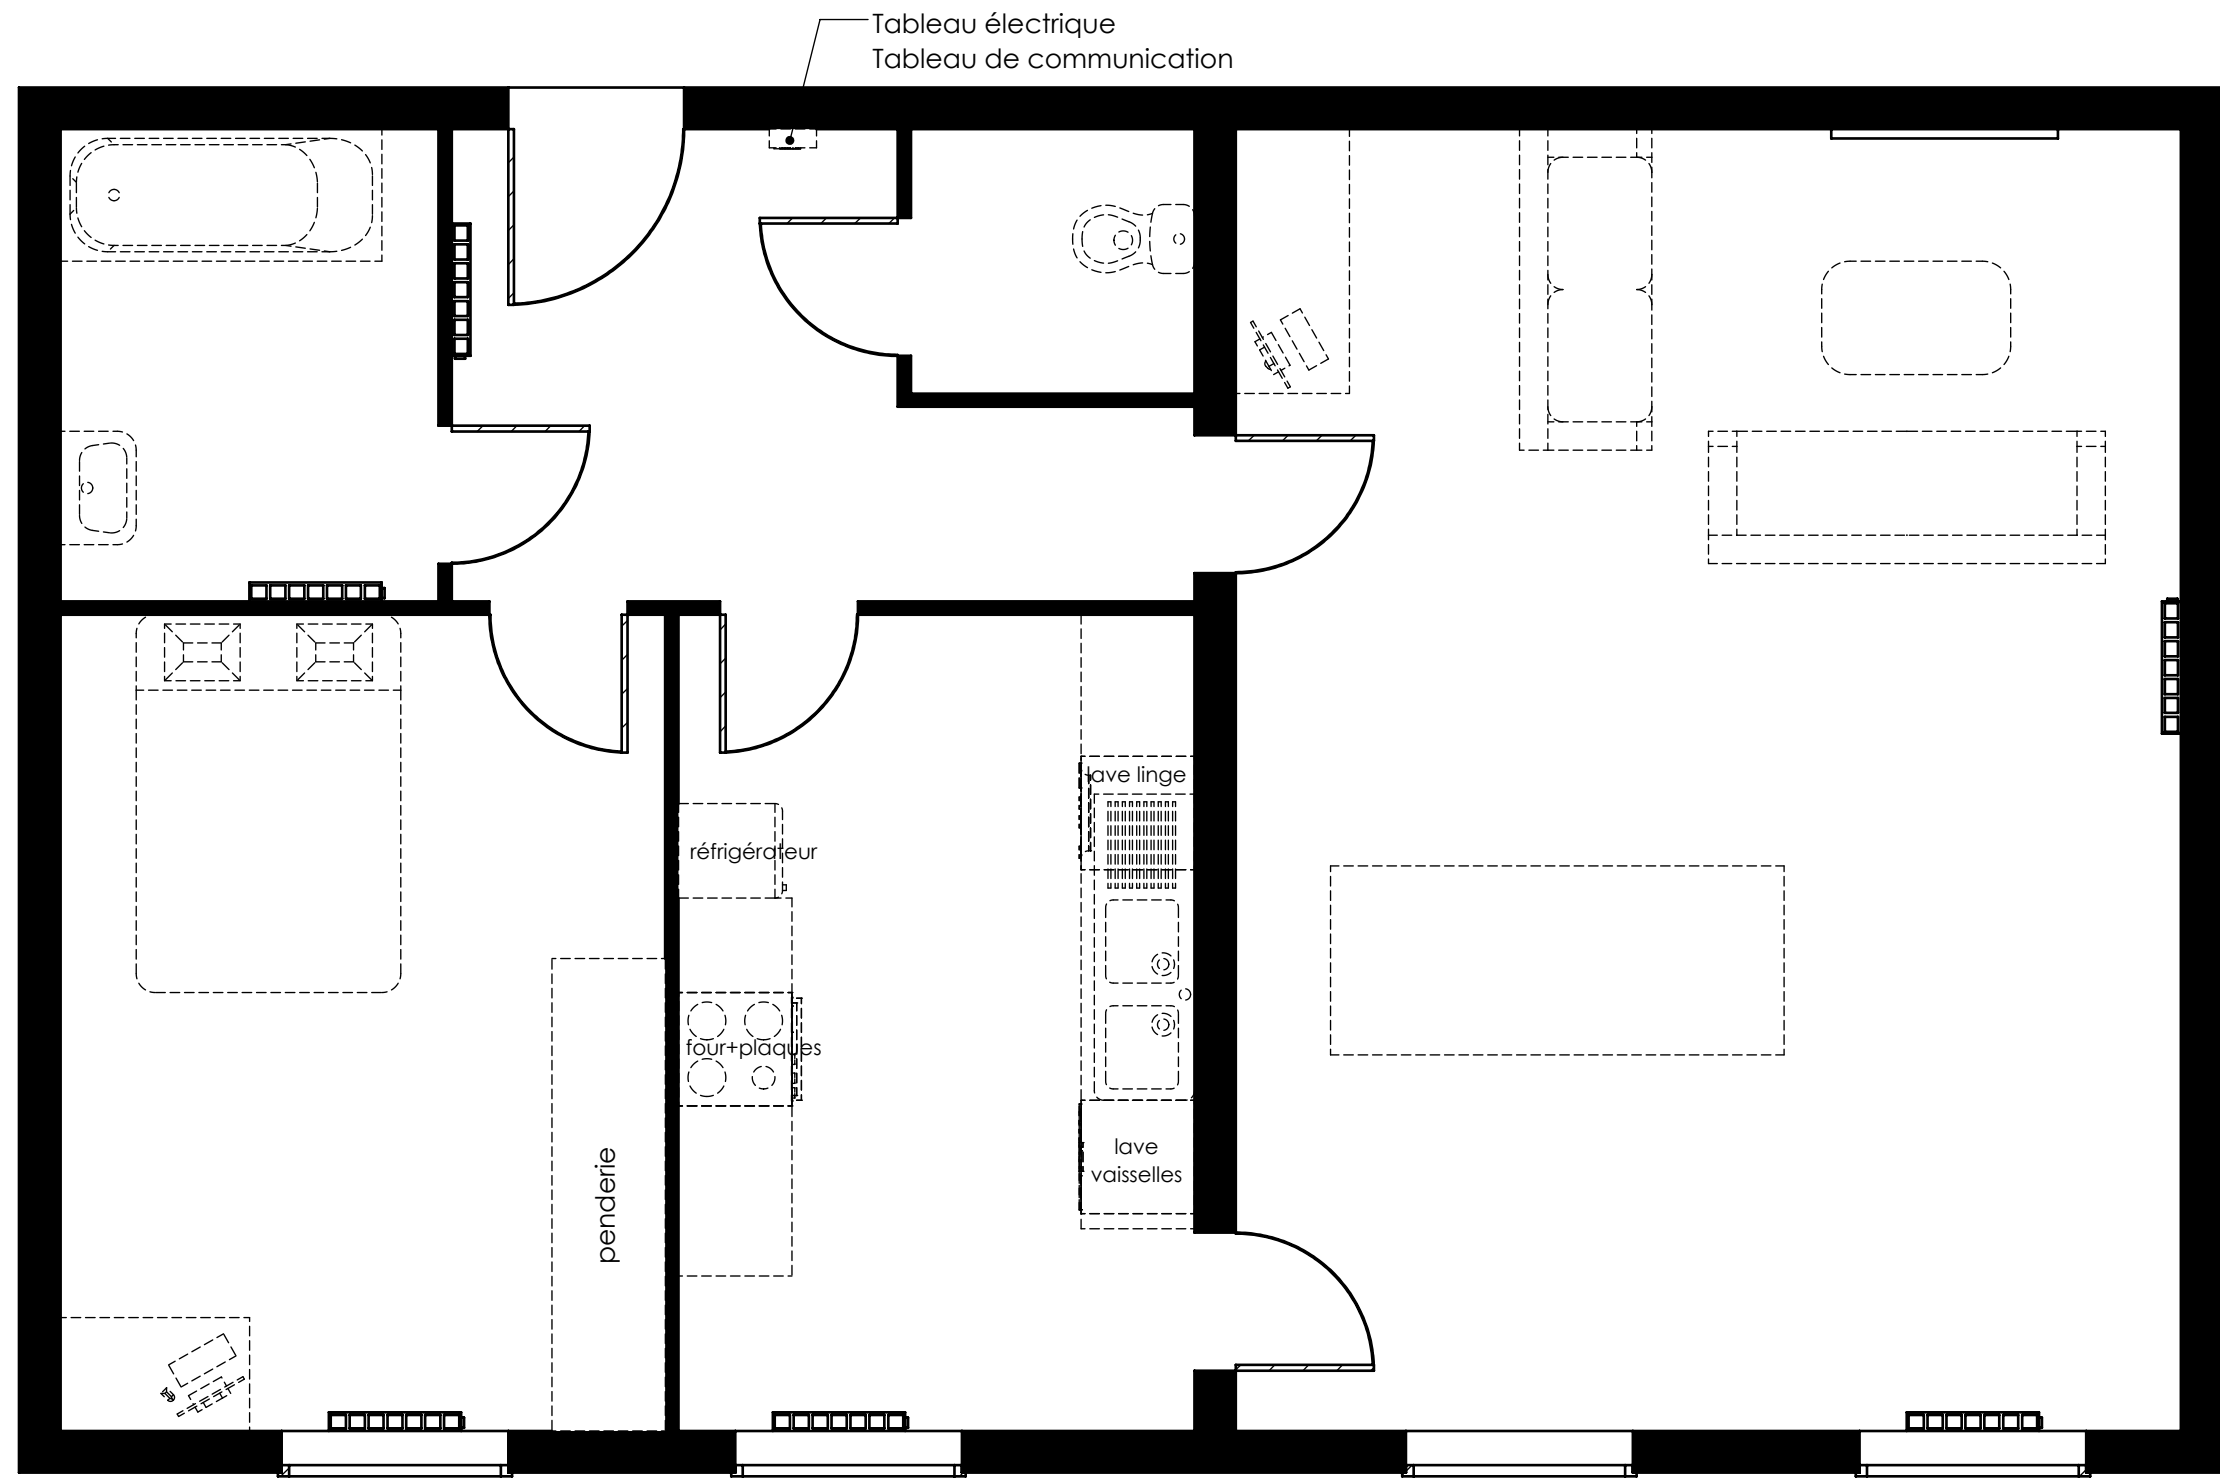 Tableau électrique
Tableau de communication
lave linge
réfrigérateur
four+plaques
lave
vaisselles
penderie